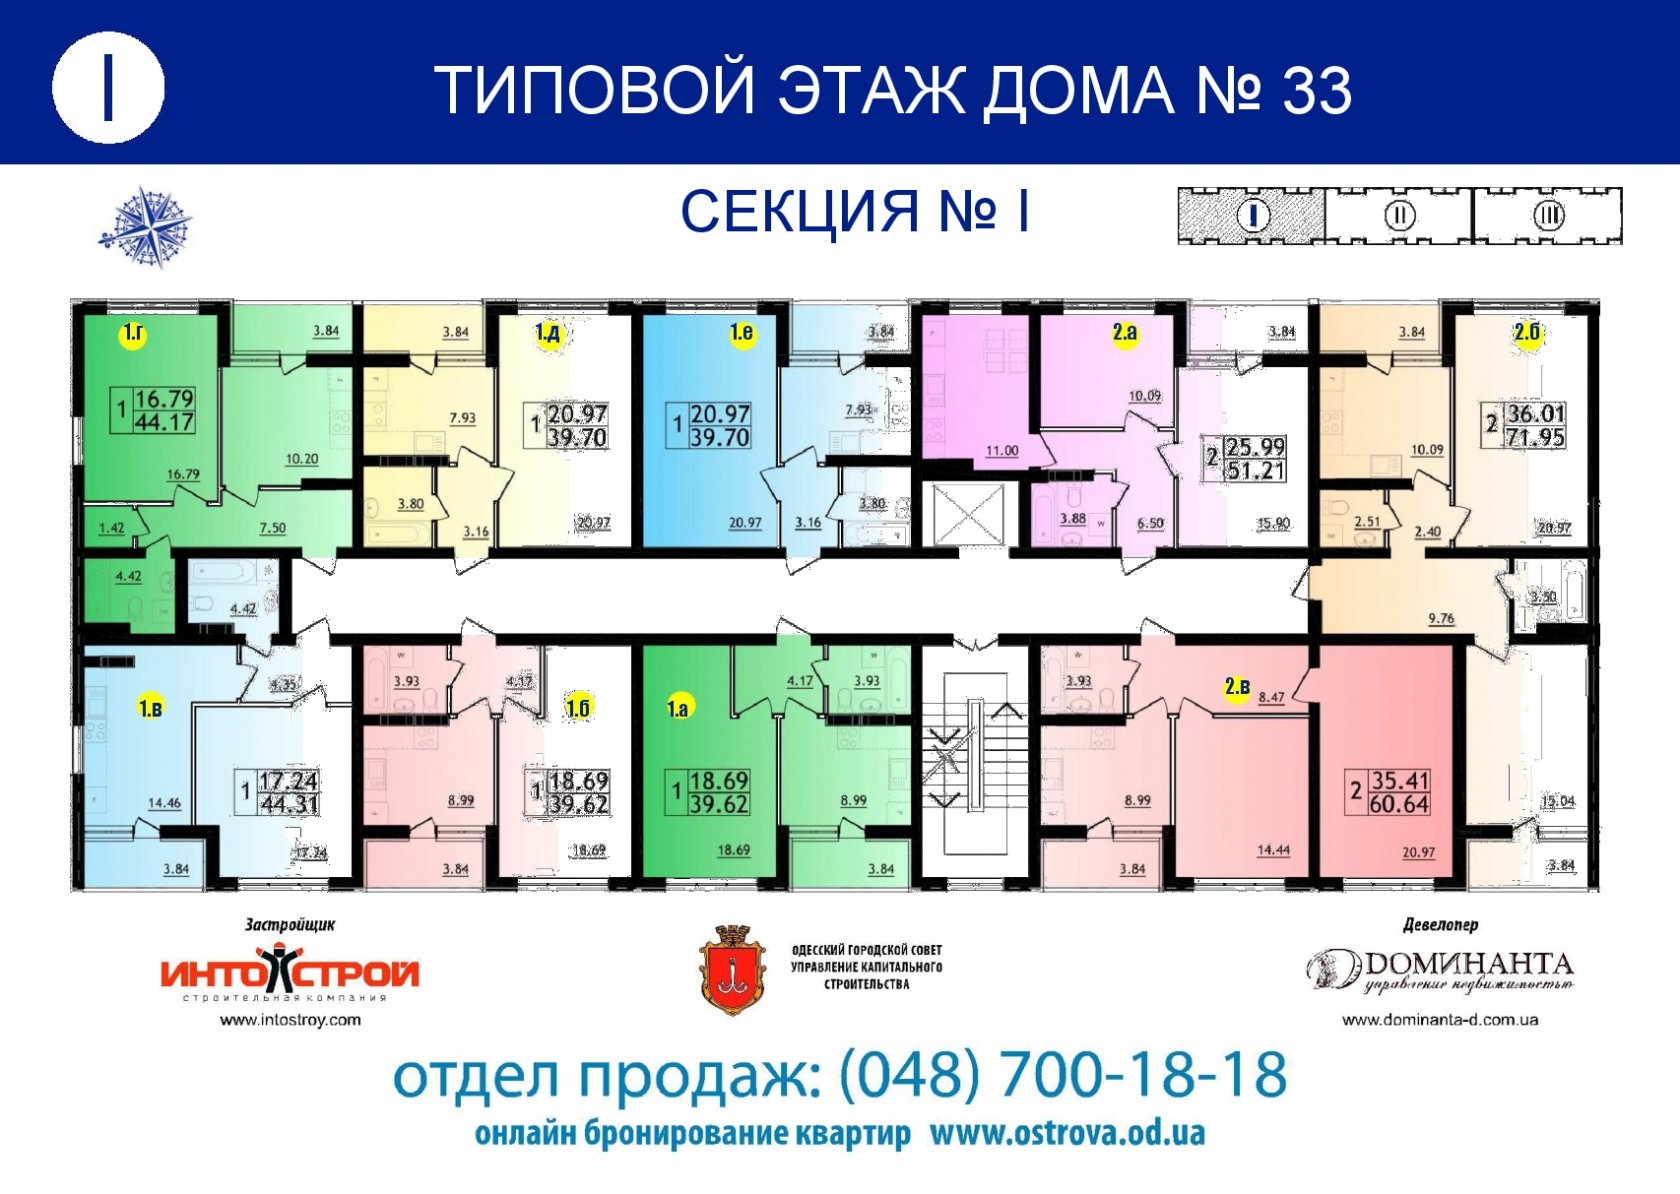 I
ТИПОВОЙ ЭТАЖ ДОМА № 33
СЕКЦИЯ № I
I II III
1.г 3.84 3.84 1.д 1.е 3.84 2.а 3.84 3.84 2.б
1 16.79 44.17
7.93
1 20.97 39.70
1 20.97 39.70
7.93
10.09
2 25.99 51.21
2 36.01 71.95
16.79 10.20 11.00 10.09
1.42 7.50 3.80 3.16 20.97 20.97 3.16 3.80 3.88 W 6.50 15.90 2.51 2.40 20.97
4.42 4.42 9.76 3.50
4.35 W 3.93 4.17 4.17 W 3.93 W 3.93 8.47
1.в 1.б 1.а 2.в
1 17.24 44.31
1 18.69 39.62
1 18.69 39.62
2 35.41 60.64
14.46 8.99 8.99 8.99 15.04
17.24 18.69 18.69 14.44 20.97
3.84 3.84 3.84 3.84 3.84
Застройщик
ИНТОСТРОЙ
строительная компания
www.intostroy.com
ОДЕССКИЙ ГОРОДСКОЙ СОВЕТ
УПРАВЛЕНИЕ КАПИТАЛЬНОГО
СТРОИТЕЛЬСТВА
Девелопер
DОМИНАНТА
управление недвижимостью
www.dominanta-d.com.ua
отдел продаж: (048) 700-18-18
онлайн бронирование квартир www.ostrova.od.ua